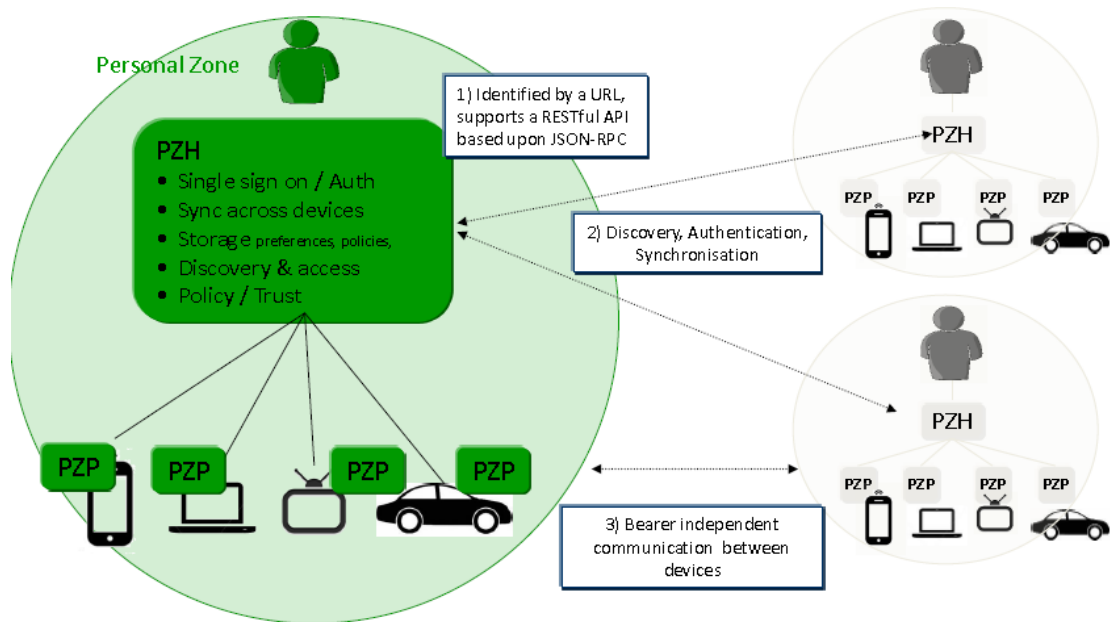 Personal Zone
1) Identified by a URL,
supports a RESTful API
based upon JSON-RPC
PZH
• Single sign on / Auth
• Sync across devices
• Storage preferences, policies,
• Discovery & access
• Policy / Trust
PZP
PZP
PZP
PZP
PZH
PZP
PZP
PZP
PZP
2) Discovery, Authentication,
Synchronisation
PZH
PZP
PZP
PZP
PZP
3) Bearer independent
communication between
devices